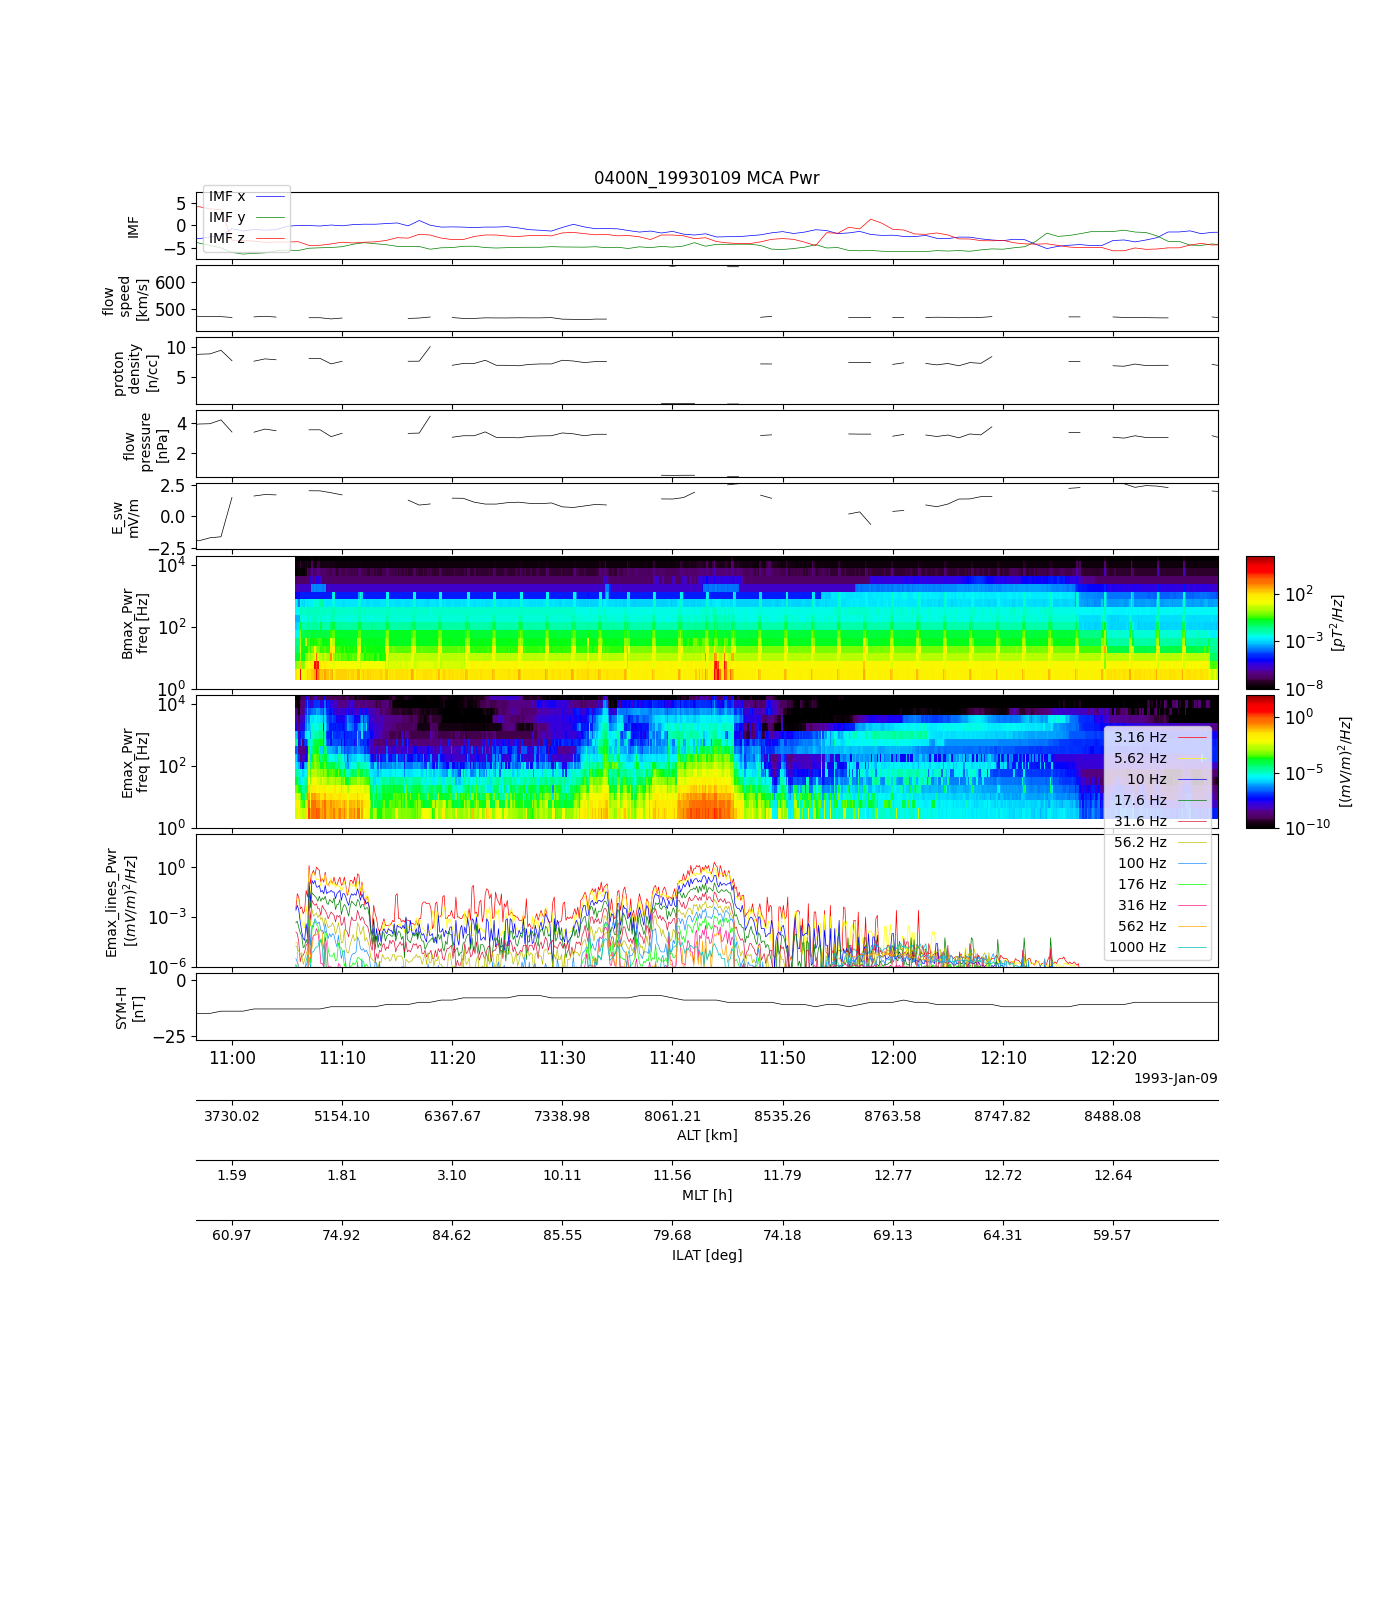 0400N_19930109 MCA Pwr
IMF
5
0
−5
IMF x
IMF y
IMF z
flow
speed
[km/s]
600
500
proton
density
[n/cc]
10
5
flow
pressure
[nPa]
4
2
E_sw
mV/m
2.5
0.0
−2.5
Bmax_Pwr
freq [Hz]
10^4
10^2
10^0
10^2
10^−3
10^−8
[pT^2/Hz]
Emax_Pwr
freq [Hz]
10^4
10^2
10^0
10^0
10^−5
10^−10
[(mV/m)^2/Hz]
3.16 Hz
5.62 Hz
10 Hz
17.6 Hz
31.6 Hz
56.2 Hz
100 Hz
176 Hz
316 Hz
562 Hz
1000 Hz
Emax_lines_Pwr
[(mV/m)^2/Hz]
10^0
10^−3
10^−6
SYM-H
[nT]
0
−25
11:00 11:10 11:20 11:30 11:40 11:50 12:00 12:10 12:20
1993-Jan-09
3730.02 5154.10 6367.67 7338.98 8061.21 8535.26 8763.58 8747.82 8488.08
ALT [km]
1.59 1.81 3.10 10.11 11.56 11.79 12.77 12.72 12.64
MLT [h]
60.97 74.92 84.62 85.55 79.68 74.18 69.13 64.31 59.57
ILAT [deg]